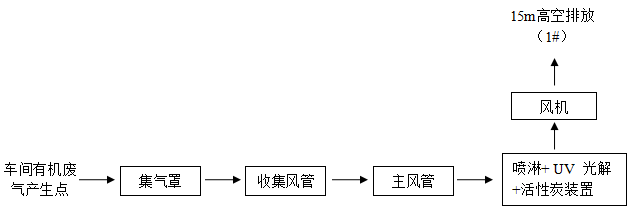 15m高空排放
（1#）
风机
车间有机废
气产生点
集气罩
收集风管
主风管
喷淋+ UV 光解
+活性炭装置